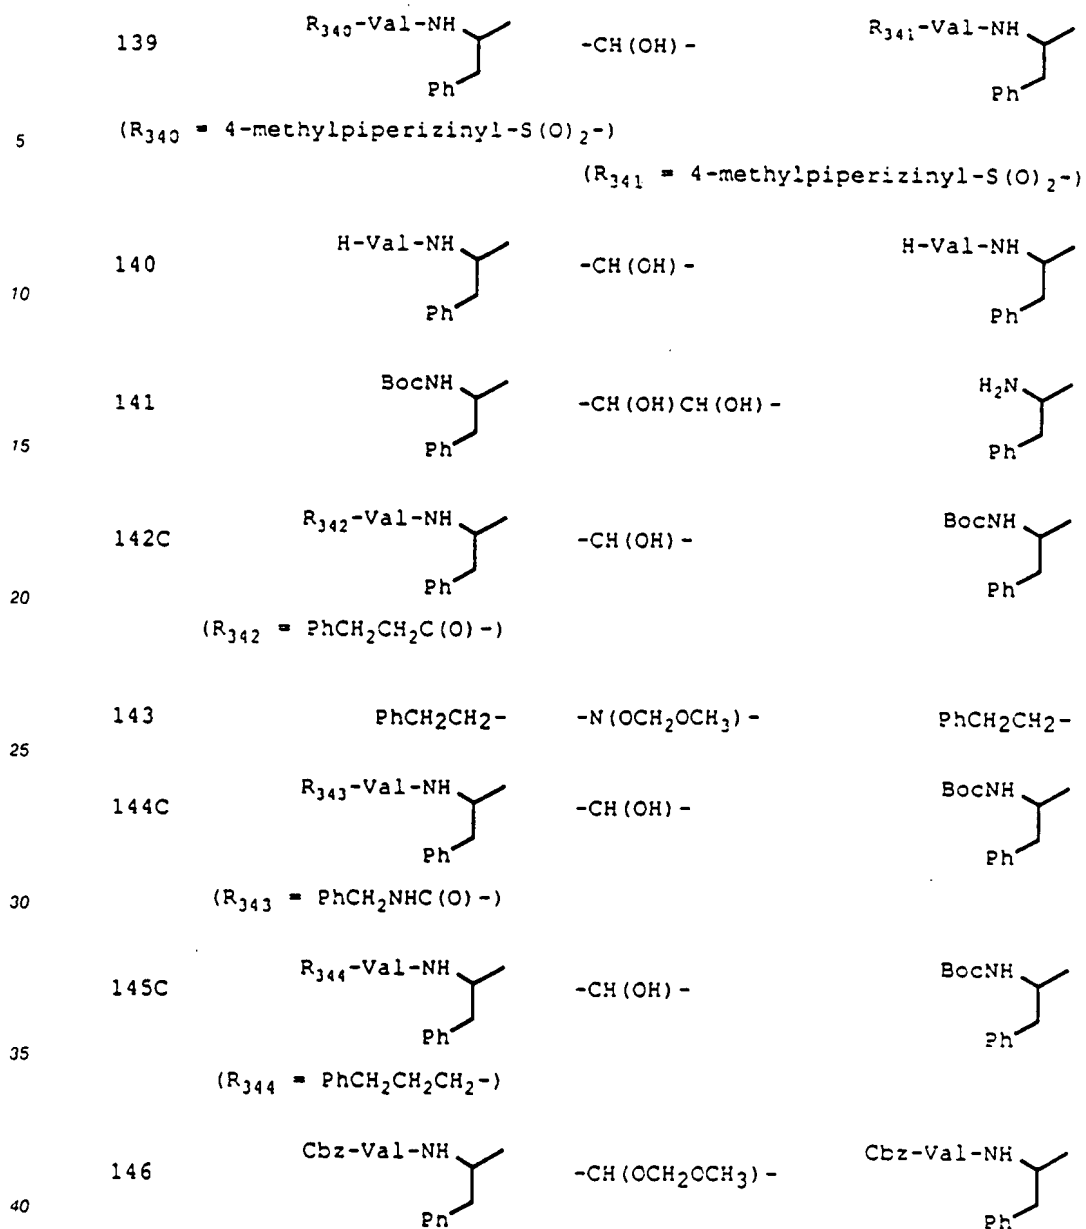 139 R₃₄₀-Val-NH -CH(OH)- R₃₄₁-Val-NH
Ph Ph
5 (R₃₄₀ = 4-methylpiperizinyl-S(O)₂-)
(R₃₄₁ = 4-methylpiperizinyl-S(O)₂-)
H-Val-NH H-Val-NH
140 -CH(OH)-
10
Ph Ph
BocNH H₂N
141 -CH(OH)CH(OH)-
15 Ph Ph
R₃₄₂-Val-NH BocNH
142C -CH(OH)-
Ph Ph
20
(R₃₄₂ = PhCH₂CH₂C(O)-)
143 PhCH₂CH₂- -N(OCH₂OCH₃)- PhCH₂CH₂-
25
R₃₄₃-Val-NH BocNH
144C -CH(OH)-
Ph Ph
30 (R₃₄₃ = PhCH₂NHC(O)-)
R₃₄₄-Val-NH BocNH
145C -CH(OH)-
Ph Ph
35
(R₃₄₄ = PhCH₂CH₂CH₂-)
Cbz-Val-NH Cbz-Val-NH
146 -CH(OCH₂OCH₃)-
40 Ph Ph